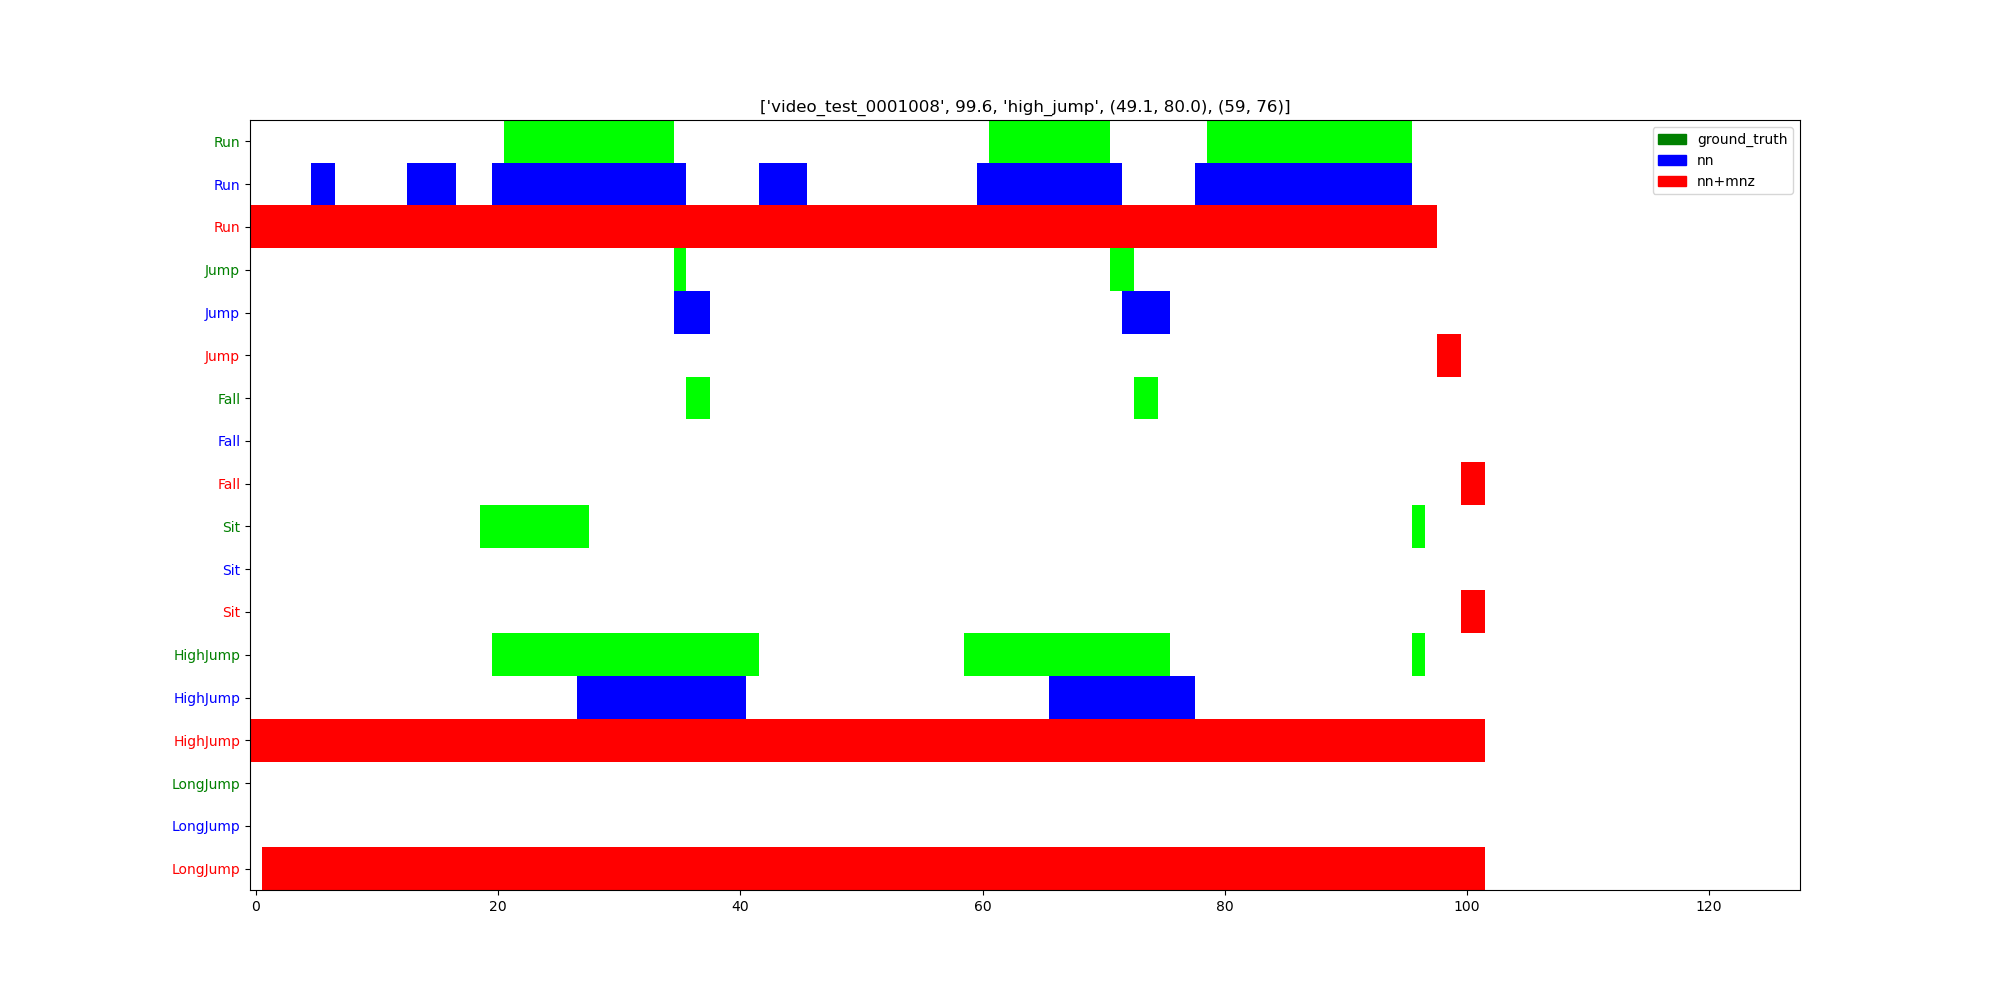 ['video_test_0001008', 99.6, 'high_jump', (49.1, 80.0), (59, 76)]
ground_truth
nn
nn+mnz
Run
Run
Run
Jump
Jump
Jump
Fall
Fall
Fall
Sit
Sit
Sit
HighJump
HighJump
HighJump
LongJump
LongJump
LongJump
0 20 40 60 80 100 120